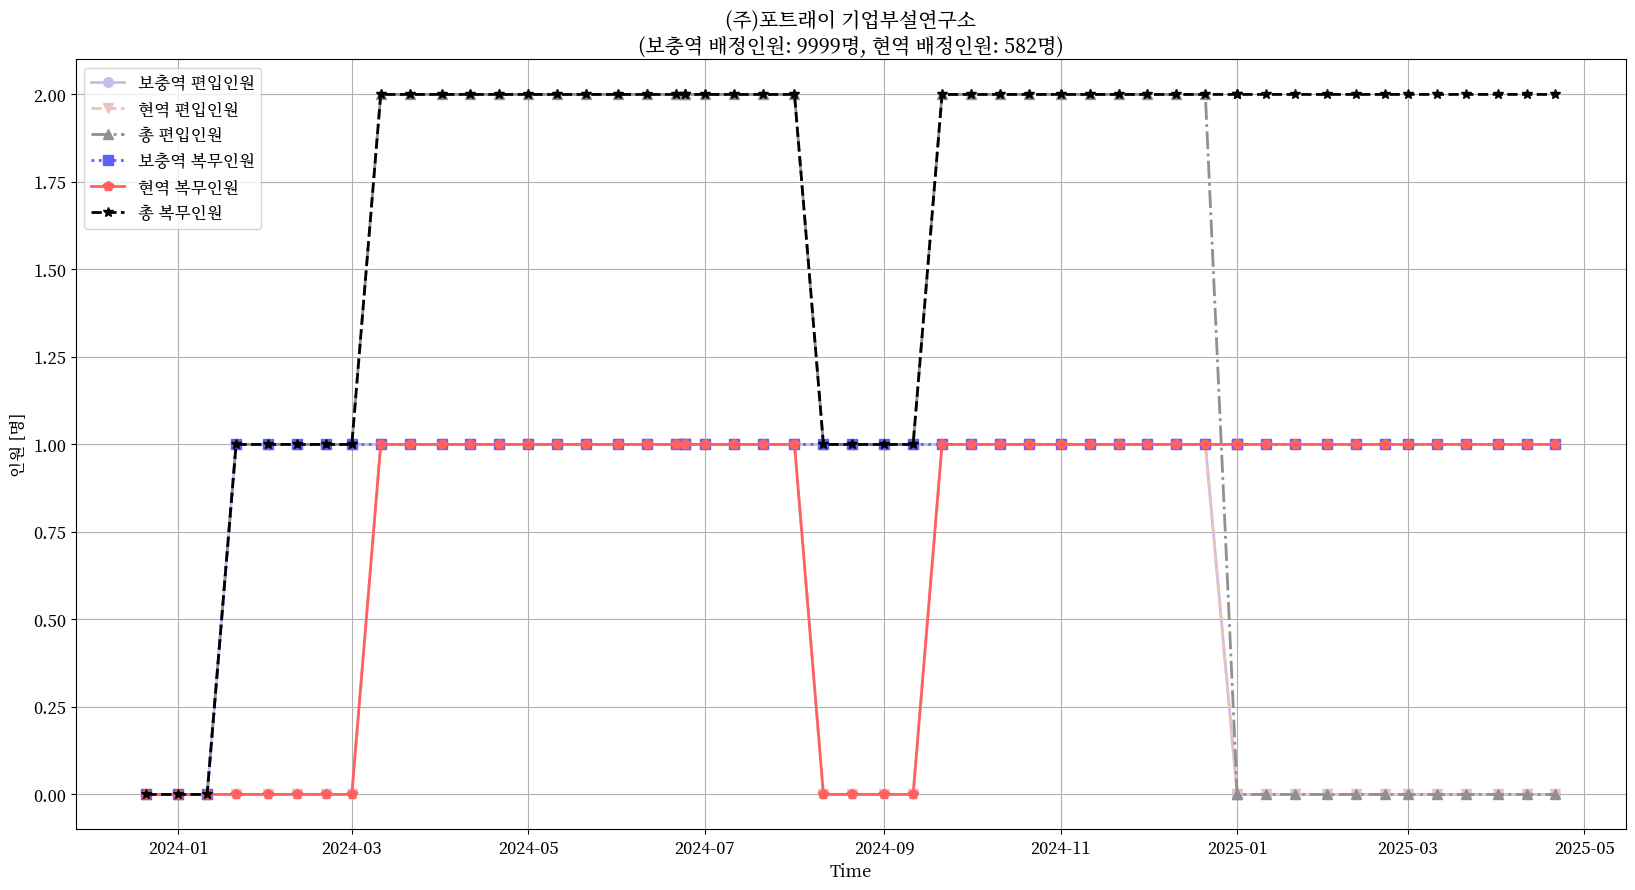 (주)포트래이 기업부설연구소
(보충역 배정인원: 9999명, 현역 배정인원: 582명)
보충역 편입인원
현역 편입인원
총 편입인원
보충역 복무인원
현역 복무인원
총 복무인원
2.00
1.75
1.50
1.25
1.00
0.75
0.50
0.25
0.00
인원 [명]
2024-01
2024-03
2024-05
2024-07
2024-09
2024-11
2025-01
2025-03
2025-05
Time